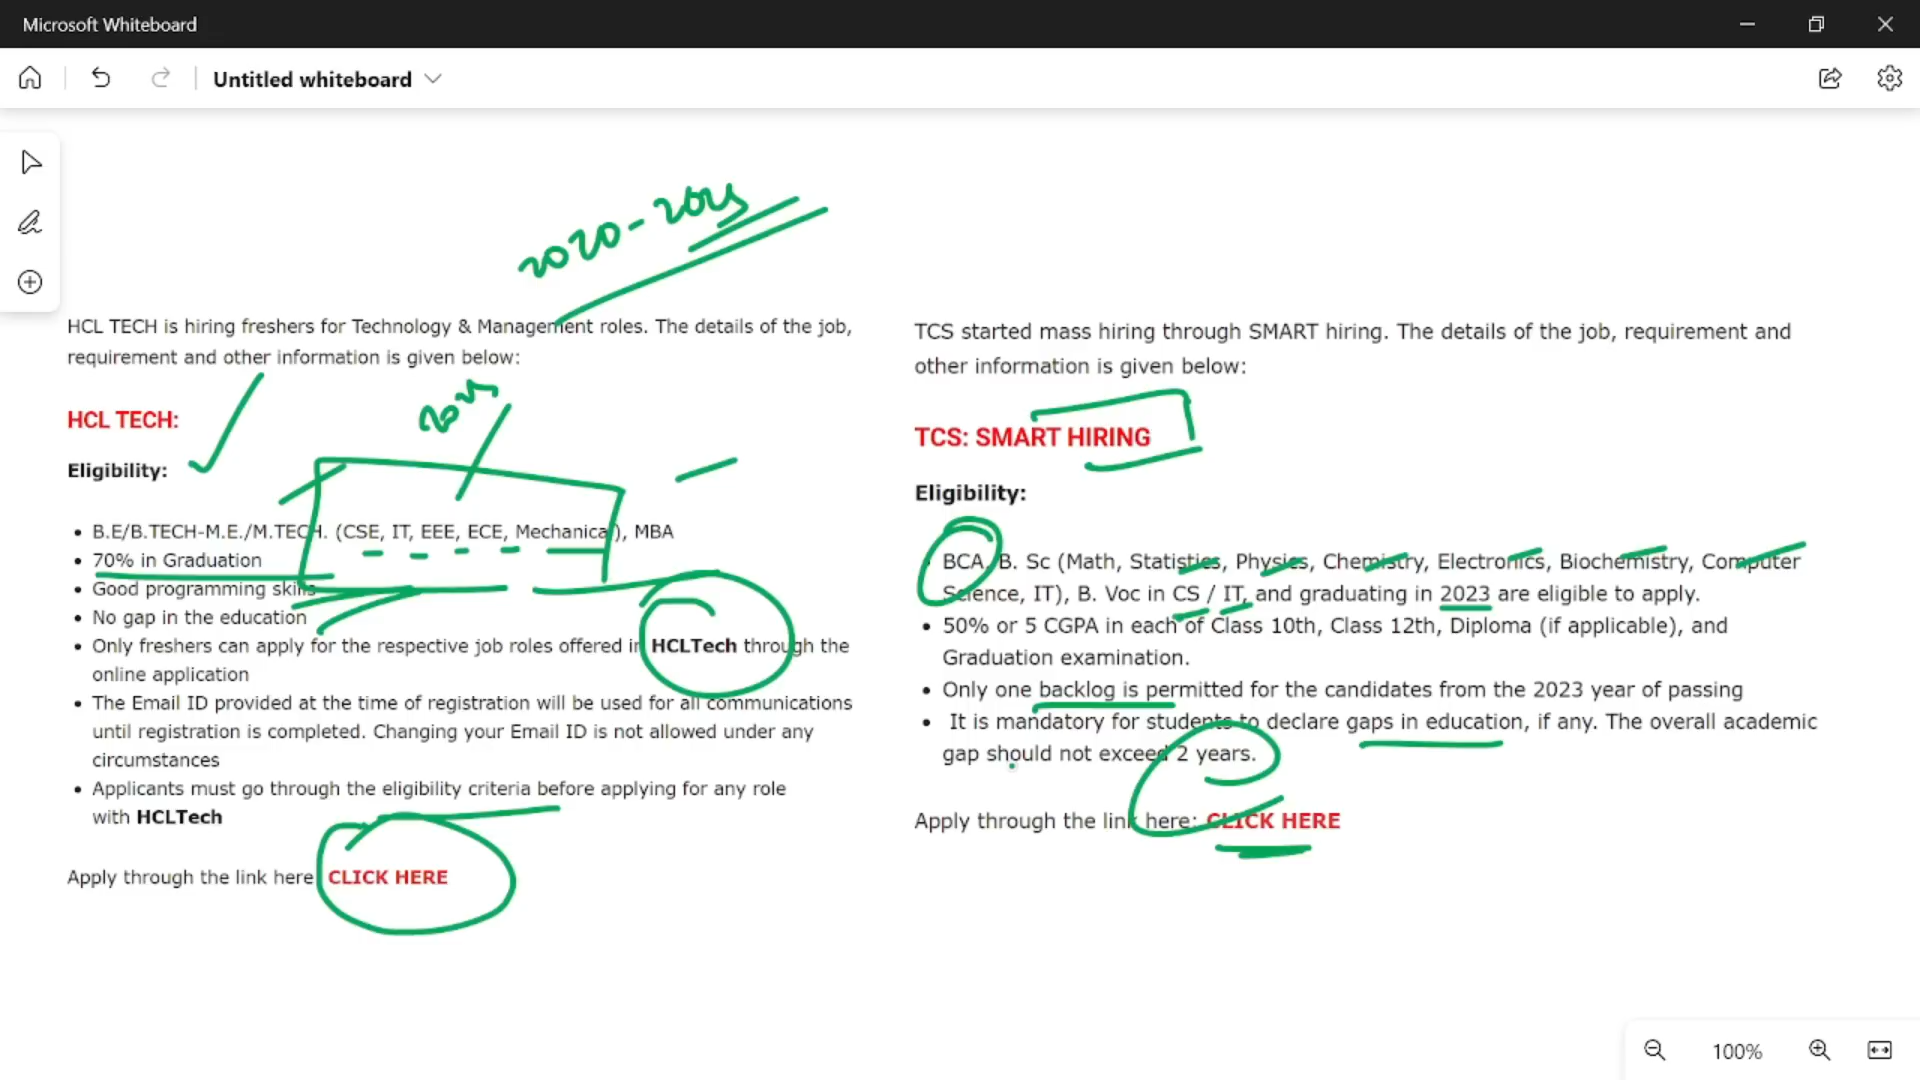 Microsoft Whiteboard
Untitled whiteboard
2020-2023
HCL TECH is hiring freshers for Technology & Management roles. The details of the job,
requirement and other information is given below:
HCL TECH:
Eligibility:
B.E/B.TECH-M.E./M.TECH. (CSE, IT, EEE, ECE, Mechanical), MBA
70% in Graduation
Good programming skills
No gap in the education
Only freshers can apply for the respective job roles offered in HCLTech through the
online application
The Email ID provided at the time of registration will be used for all communications
until registration is completed. Changing your Email ID is not allowed under any
circumstances
Applicants must go through the eligibility criteria before applying for any role
with HCLTech
Apply through the link here CLICK HERE
TCS started mass hiring through SMART hiring. The details of the job, requirement and
other information is given below:
TCS: SMART HIRING
Eligibility:
BCA, B. Sc (Math, Statistics, Physics, Chemistry, Electronics, Biochemistry, Computer
Science, IT), B. Voc in CS / IT, and graduating in 2023 are eligible to apply.
50% or 5 CGPA in each of Class 10th, Class 12th, Diploma (if applicable), and
Graduation examination.
Only one backlog is permitted for the candidates from the 2023 year of passing
It is mandatory for students to declare gaps in education, if any. The overall academic
gap should not exceed 2 years.
Apply through the link here: CLICK HERE
100%